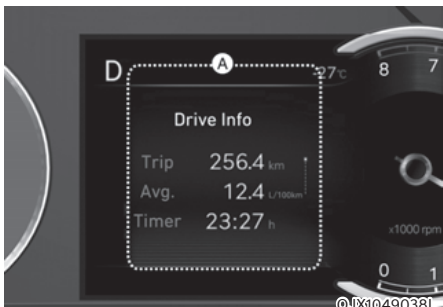 A
D
-27°c
8 7
Drive Info
Trip 256.4 km
Avg. 12.4 L/100km
Timer 23:27 h
x1000 rpm
0 1
OJX1049038L